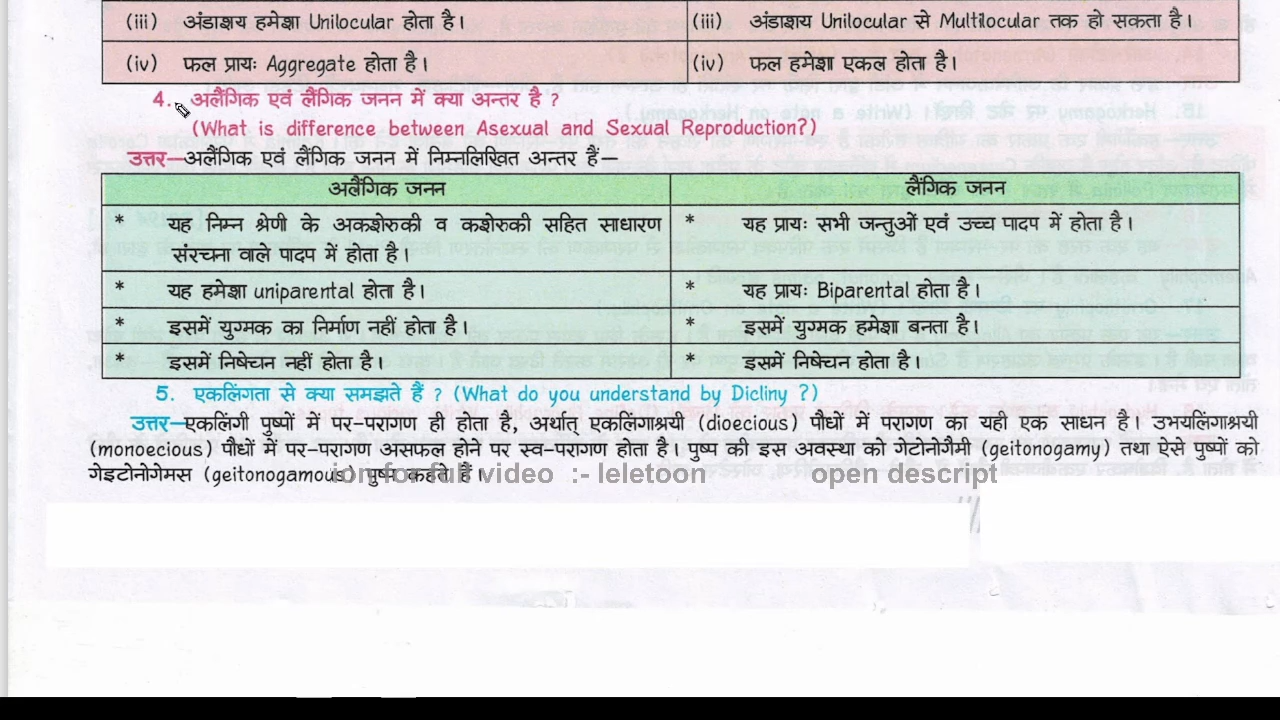 (iii) अंडाशय हमेशा Unilocular होता है। (iii) अंडाशय Unilocular से Multilocular तक हो सकता है।
(iv) फल प्रायः Aggregate होता है। (iv) फल हमेशा एकल होता है।
4. अलैंगिक एवं लैंगिक जनन में क्या अन्तर है ?
(What is difference between Asexual and Sexual Reproduction?)
उत्तर—अलैंगिक एवं लैंगिक जनन में निम्नलिखित अन्तर हैं—
अलैंगिक जनन लैंगिक जनन
* यह निम्न श्रेणी के अकशेरुकी व कशेरुकी सहित साधारण * यह प्रायः सभी जन्तुओं एवं उच्च पादप में होता है।
संरचना वाले पादप में होता है।
* यह हमेशा uniparental होता है। * यह प्रायः Biparental होता है।
* इसमें युग्मक का निर्माण नहीं होता है। * इसमें युग्मक हमेशा बनता है।
* इसमें निषेचन नहीं होता है। * इसमें निषेचन होता है।
5. एकलिंगता से क्या समझते हैं ? (What do you understand by Dicliny ?)
उत्तर—एकलिंगी पुष्पों में पर-परागण ही होता है, अर्थात् एकलिंगाश्रयी (dioecious) पौधों में परागण का यही एक साधन है। उभयलिंगाश्रयी
(monoecious) पौधों में पर-परागण असफल होने पर स्व-परागण होता है। पुष्प की इस अवस्था को गेटोनोगैमी (geitonogamy) तथा ऐसे पुष्पों को
गेइटोनोगेमस (geitonogamous) पुष्प कहते हैं।
ion for full video :- leletoon open descript